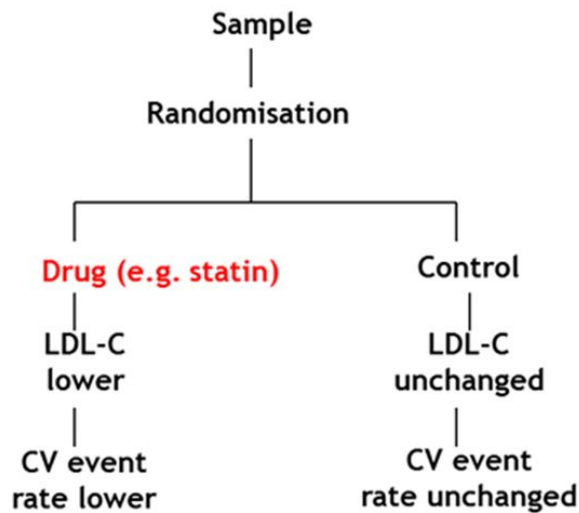 Sample
Randomisation
Drug (e.g. statin)
Control
LDL-C
lower
LDL-C
unchanged
CV event
rate lower
CV event
rate unchanged